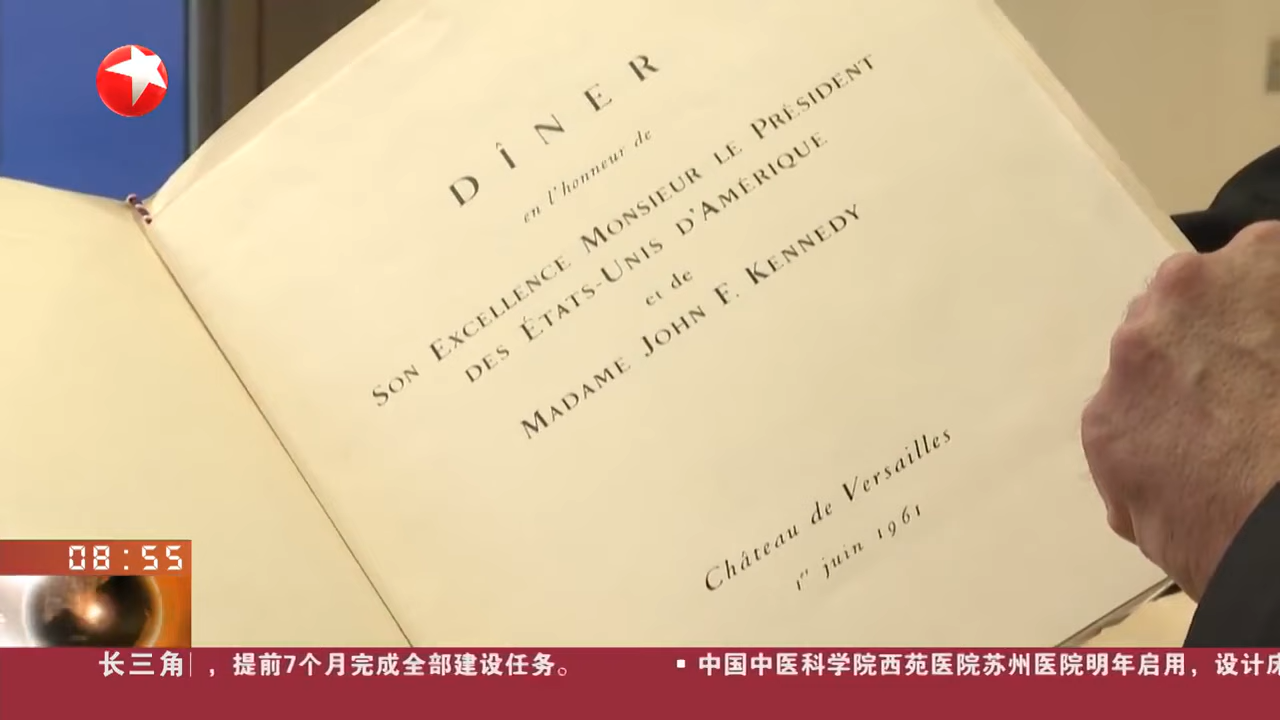 DÎNER
en l'honneur de
SON EXCELLENCE MONSIEUR LE PRÉSIDENT
DES ÉTATS-UNIS D'AMÉRIQUE
et de
MADAME JOHN F. KENNEDY
Château de Versailles
1er juin 1961
08:55
长三角 ，提前7个月完成全部建设任务。 ▪ 中国中医科学院西苑医院苏州医院明年启用，设计